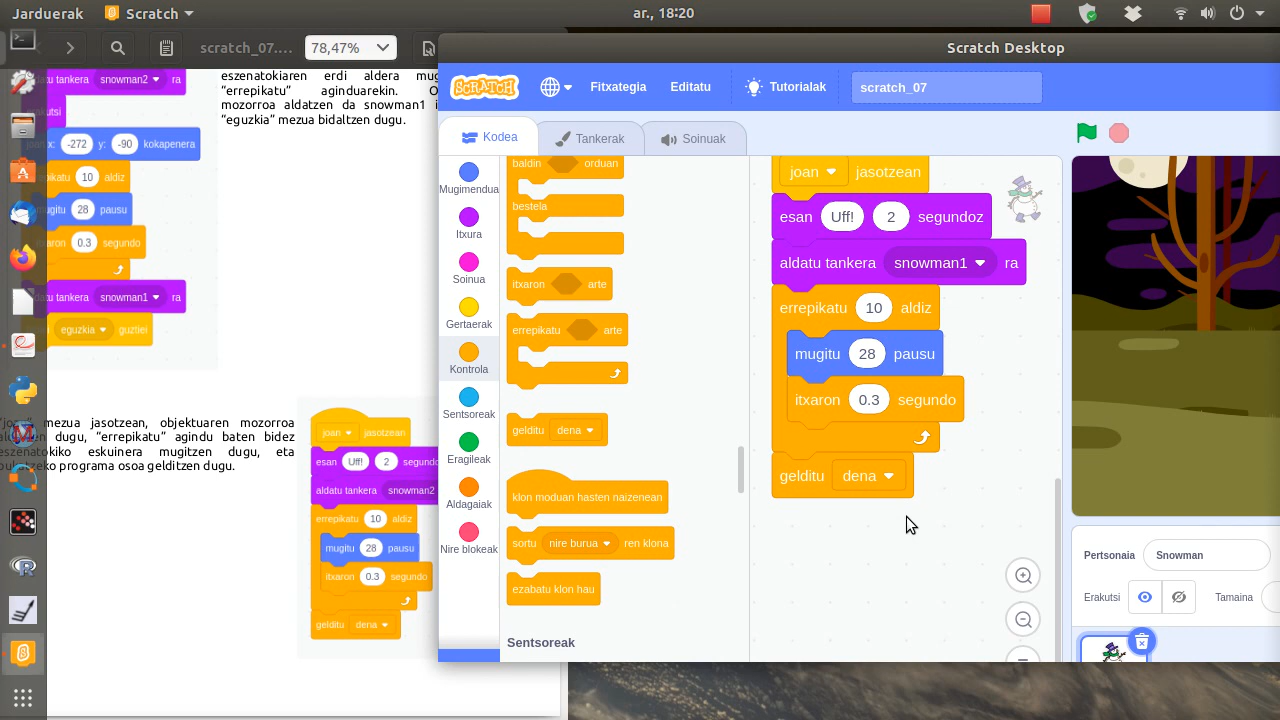 Jarduerak
Scratch
ar., 18:20
scratch_07....
78,47%
Scratch Desktop
eszenatokiaren erdi aldera
"errepikatu" aginduarekin.
mozorroa aldatzen da snowman1
"eguzkia" mezua bidaltzen dugu.
tankera snowman2 ra
x: -272 y: -90 kokapenera
10 aldiz
28 pausu
0.3 segundo
tankera snowman1 ra
eguzkia guztiei
mezua jasotzean, objektuaren mozorroa
dugu, "errepikatu" agindu baten bidez
eskuinera mugitzen dugu, eta
programa osoa gelditzen dugu.
joan jasotzean
esan Uff! 2
aldatu tankera snowman2
errepikatu 10 aldiz
mugitu 28 pausu
itxaron 0.3 segundo
gelditu dena
SCRATCH
Fitxategia
Editatu
Tutorialak
scratch_07
Kodea
Tankerak
Soinuak
Mugimendua
Itxura
Soinua
Gertaerak
Kontrola
Sentsoreak
Eragileak
Aldagaiak
Nire blokeak
baldin orduan
bestela
itxaron arte
errepikatu arte
gelditu dena
klon moduan hasten naizenean
sortu nire burua ren klona
ezabatu klon hau
Sentsoreak
joan jasotzean
esan Uff! 2 segundoz
aldatu tankera snowman1 ra
errepikatu 10 aldiz
mugitu 28 pausu
itxaron 0.3 segundo
gelditu dena
Pertsonaia
Snowman
Erakutsi
Tamaina